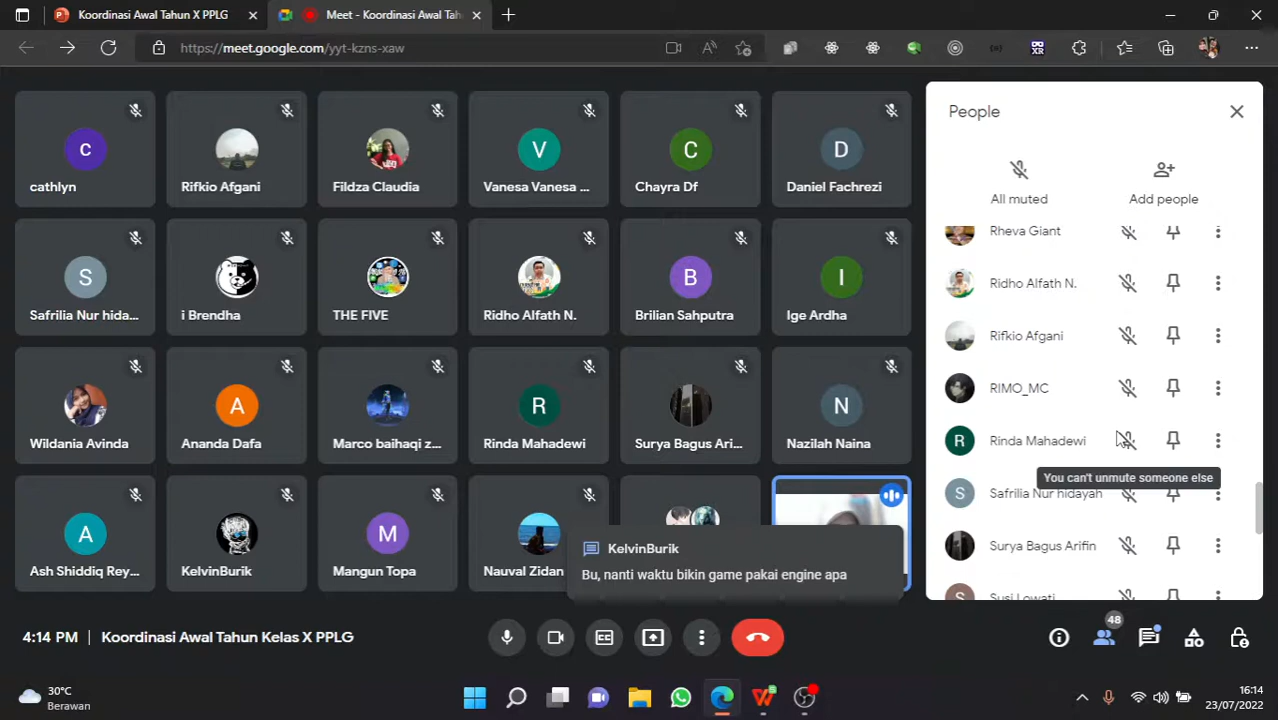 Koordinasi Awal Tahun X PPLG
Meet - Koordinasi Awal Tah
https://meet.google.com/yyt-kzns-xaw
cathlyn
Rifkio Afgani
Fildza Claudia
V
Vanesa Vanesa ...
C
Chayra Df
D
Daniel Fachrezi
c
S
Safrilia Nur hida...
i Brendha
THE FIVE
Ridho Alfath N.
B
Brilian Sahputra
I
Ige Ardha
Wildania Avinda
A
Ananda Dafa
Marco baihaqi z...
R
Rinda Mahadewi
Surya Bagus Ari...
N
Nazilah Naina
A
Ash Shiddiq Rey...
KelvinBurik
M
Mangun Topa
Nauval Zidan
KelvinBurik
Bu, nanti waktu bikin game pakai engine apa
People
All muted
Add people
Rheva Giant
Ridho Alfath N.
Rifkio Afgani
RIMO_MC
R
Rinda Mahadewi
You can't unmute someone else
S
Safrilia Nur hidayah
Surya Bagus Arifin
S
Susi Lowati
4:14 PM | Koordinasi Awal Tahun Kelas X PPLG
48
30°C
Berawan
16:14
23/07/2022